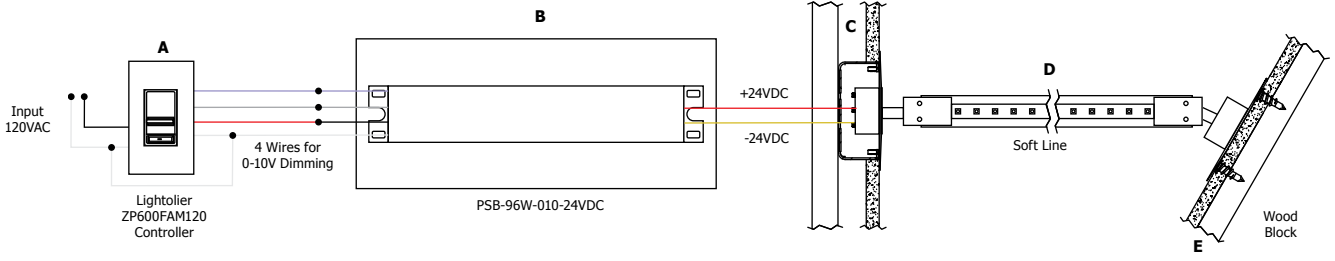 A
B
C
D
E
Input
120VAC
4 Wires for
0-10V Dimming
Lightolier
ZP600FAM120
Controller
PSB-96W-010-24VDC
+24VDC
-24VDC
Soft Line
Wood
Block